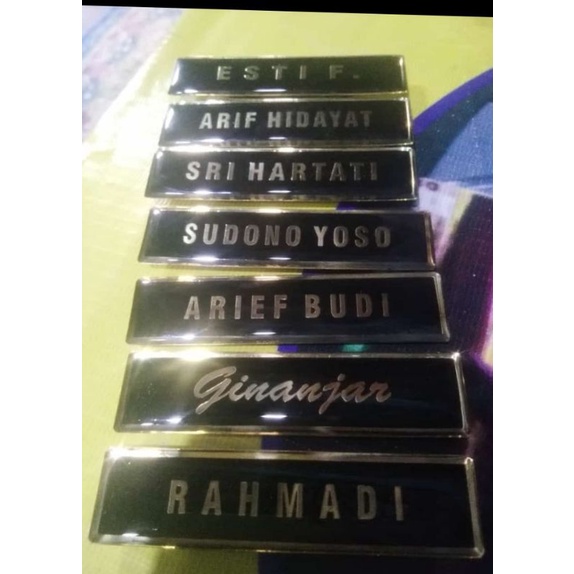 ESTI F.
ARIF HIDAYAT
SRI HARTATI
SUDONO YOSO
ARIEF BUDI
Ginanjar
RAHMADI